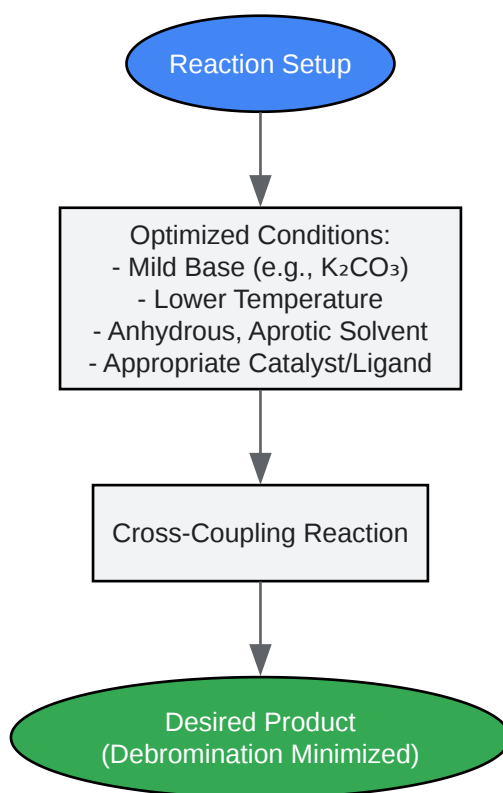 Reaction Setup
Optimized Conditions:
- Mild Base (e.g., K₂CO₃)
- Lower Temperature
- Anhydrous, Aprotic Solvent
- Appropriate Catalyst/Ligand
Cross-Coupling Reaction
Desired Product
(Debromination Minimized)